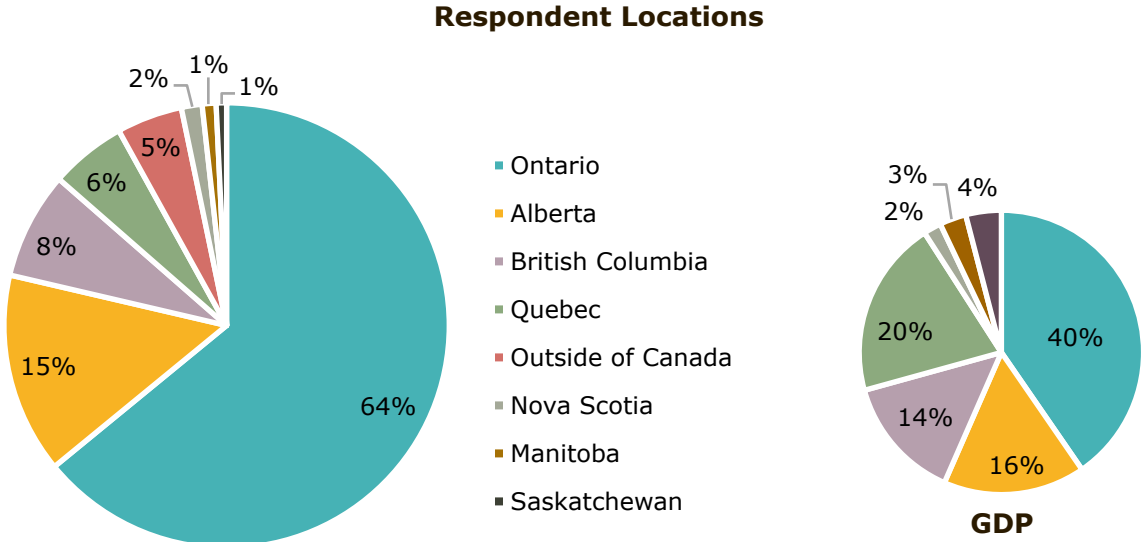 Respondent Locations
2%
1%
1%
5%
6%
8%
15%
64%
Ontario
Alberta
British Columbia
Quebec
Outside of Canada
Nova Scotia
Manitoba
Saskatchewan
3%
4%
2%
20%
40%
14%
16%
GDP